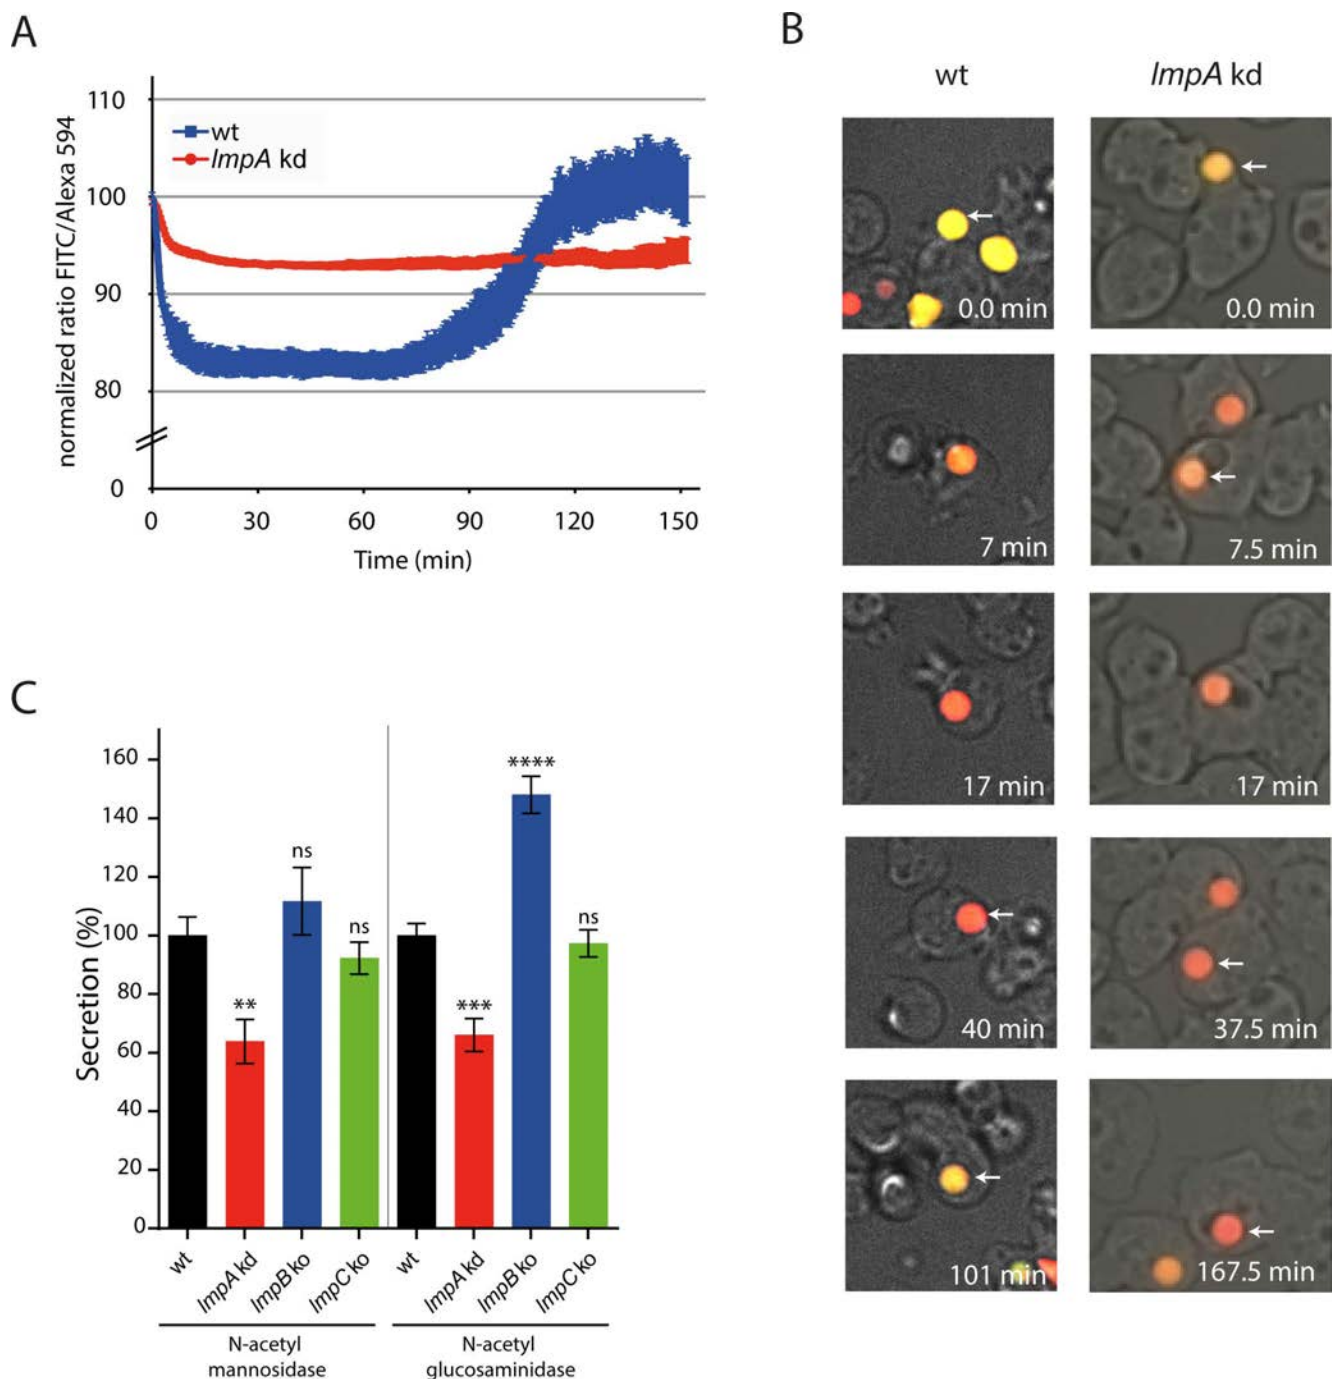 A
normalized ratio FITC/Alexa 594
110
100
90
80
0
wt
lmpA kd
0 30 60 90 120 150
Time (min)
B
wt lmpA kd
0.0 min 0.0 min
7 min 7.5 min
17 min 17 min
40 min 37.5 min
101 min 167.5 min
C
Secretion (%)
160
140
120
100
80
60
40
20
0
** ns ns *** **** ns
wt lmpA kd lmpB ko lmpC ko wt lmpA kd lmpB ko lmpC ko
N-acetyl
mannosidase
N-acetyl
glucosaminidase